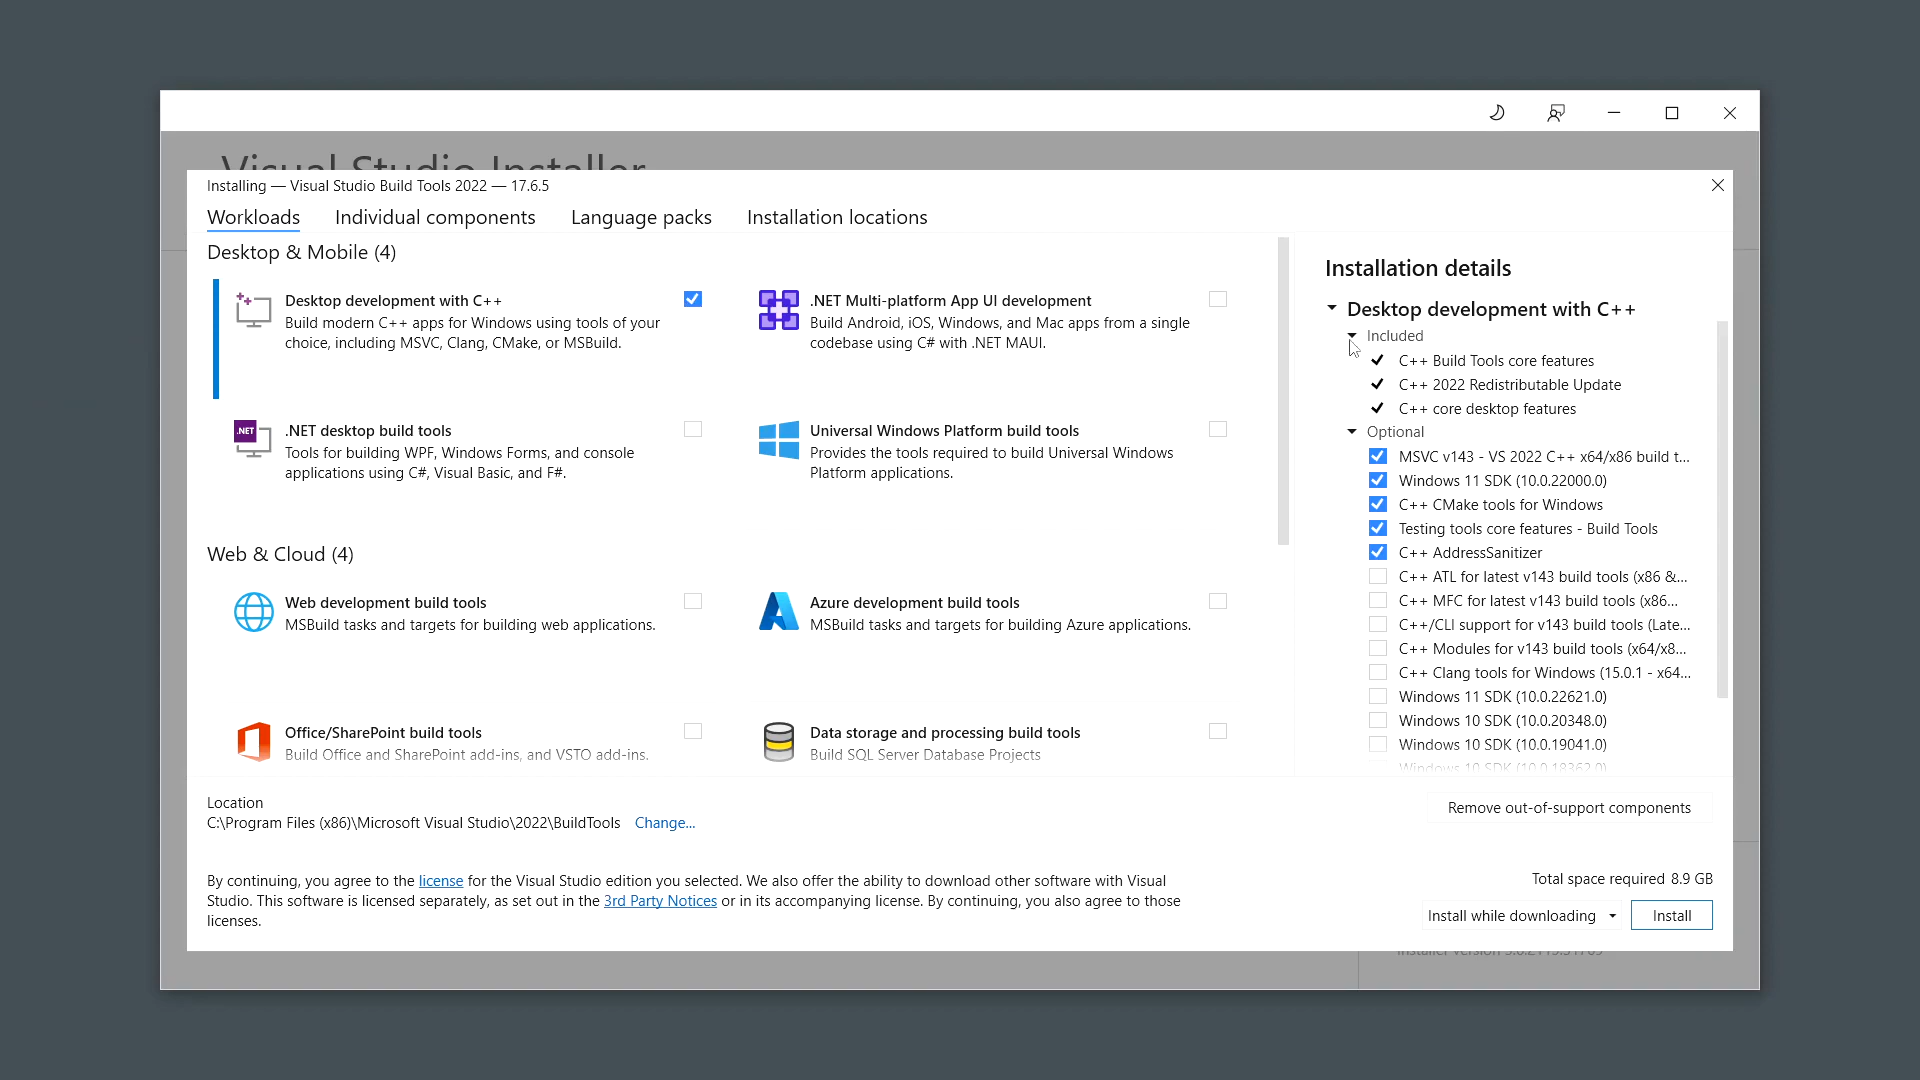 Visual Studio Installer
Installing — Visual Studio Build Tools 2022 — 17.6.5
Workloads
Individual components
Language packs
Installation locations
Desktop & Mobile (4)
Desktop development with C++
Build modern C++ apps for Windows using tools of your
choice, including MSVC, Clang, CMake, or MSBuild.
.NET Multi-platform App UI development
Build Android, iOS, Windows, and Mac apps from a single
codebase using C# with .NET MAUI.
.NET
.NET desktop build tools
Tools for building WPF, Windows Forms, and console
applications using C#, Visual Basic, and F#.
Universal Windows Platform build tools
Provides the tools required to build Universal Windows
Platform applications.
Web & Cloud (4)
Web development build tools
MSBuild tasks and targets for building web applications.
Azure development build tools
MSBuild tasks and targets for building Azure applications.
Office/SharePoint build tools
Build Office and SharePoint add-ins, and VSTO add-ins.
Data storage and processing build tools
Build SQL Server Database Projects
Installation details
Desktop development with C++
Included
C++ Build Tools core features
C++ 2022 Redistributable Update
C++ core desktop features
Optional
MSVC v143 - VS 2022 C++ x64/x86 build t...
Windows 11 SDK (10.0.22000.0)
C++ CMake tools for Windows
Testing tools core features - Build Tools
C++ AddressSanitizer
C++ ATL for latest v143 build tools (x86 &...
C++ MFC for latest v143 build tools (x86...
C++/CLI support for v143 build tools (Late...
C++ Modules for v143 build tools (x64/x8...
C++ Clang tools for Windows (15.0.1 - x64...
Windows 11 SDK (10.0.22621.0)
Windows 10 SDK (10.0.20348.0)
Windows 10 SDK (10.0.19041.0)
Windows 10 SDK (10.0.18362.0)
Location
C:\Program Files (x86)\Microsoft Visual Studio\2022\BuildTools Change...
Remove out-of-support components
By continuing, you agree to the license for the Visual Studio edition you selected. We also offer the ability to download other software with Visual
Studio. This software is licensed separately, as set out in the 3rd Party Notices or in its accompanying license. By continuing, you also agree to those
licenses.
Total space required 8.9 GB
Install while downloading
Install